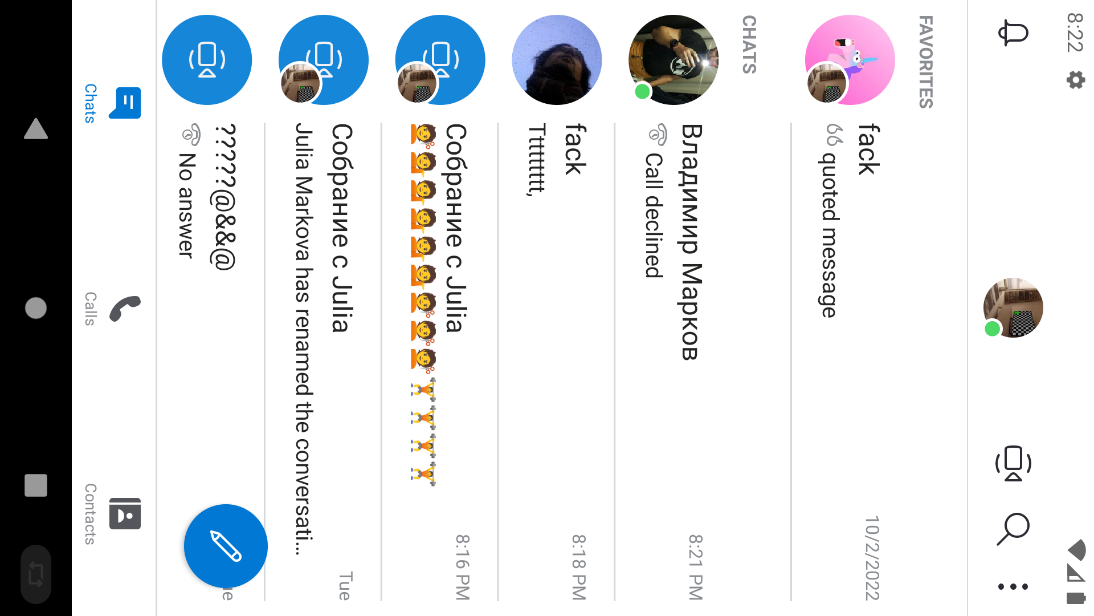 8:22
FAVORITES
fack
10/2/2022
quoted message
CHATS
Владимир Марков
8:21 PM
Call declined
fack
8:18 PM
Tttttttt,
Собрание с Julia
8:16 PM
Собрание с Julia
Tue
Julia Markova has renamed the conversati...
?????@&&@
No answer
Chats
Calls
Contacts